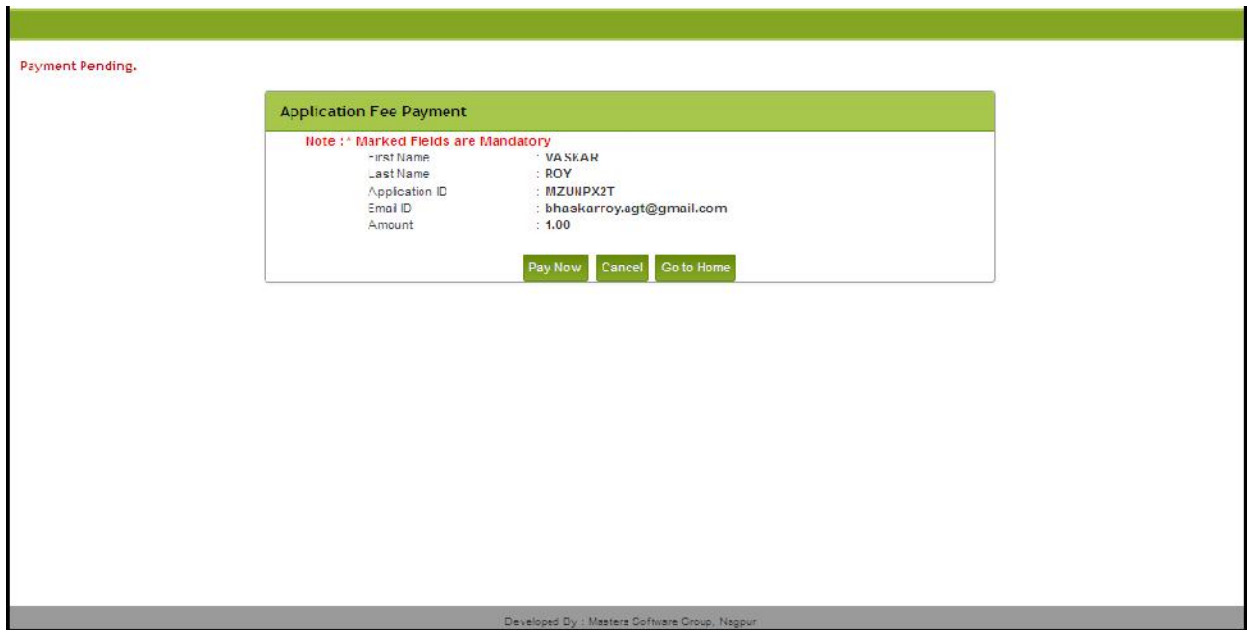 Payment Pending.
Application Fee Payment
Note : * Marked Fields are Mandatory
First Name : VASKAR
Last Name : ROY
Application ID : MZUNPX2T
Email ID : bhaskarroy.agt@gmail.com
Amount : 1.00
Pay Now Cancel Go to Home
Developed By : Masters Software Group, Nagpur